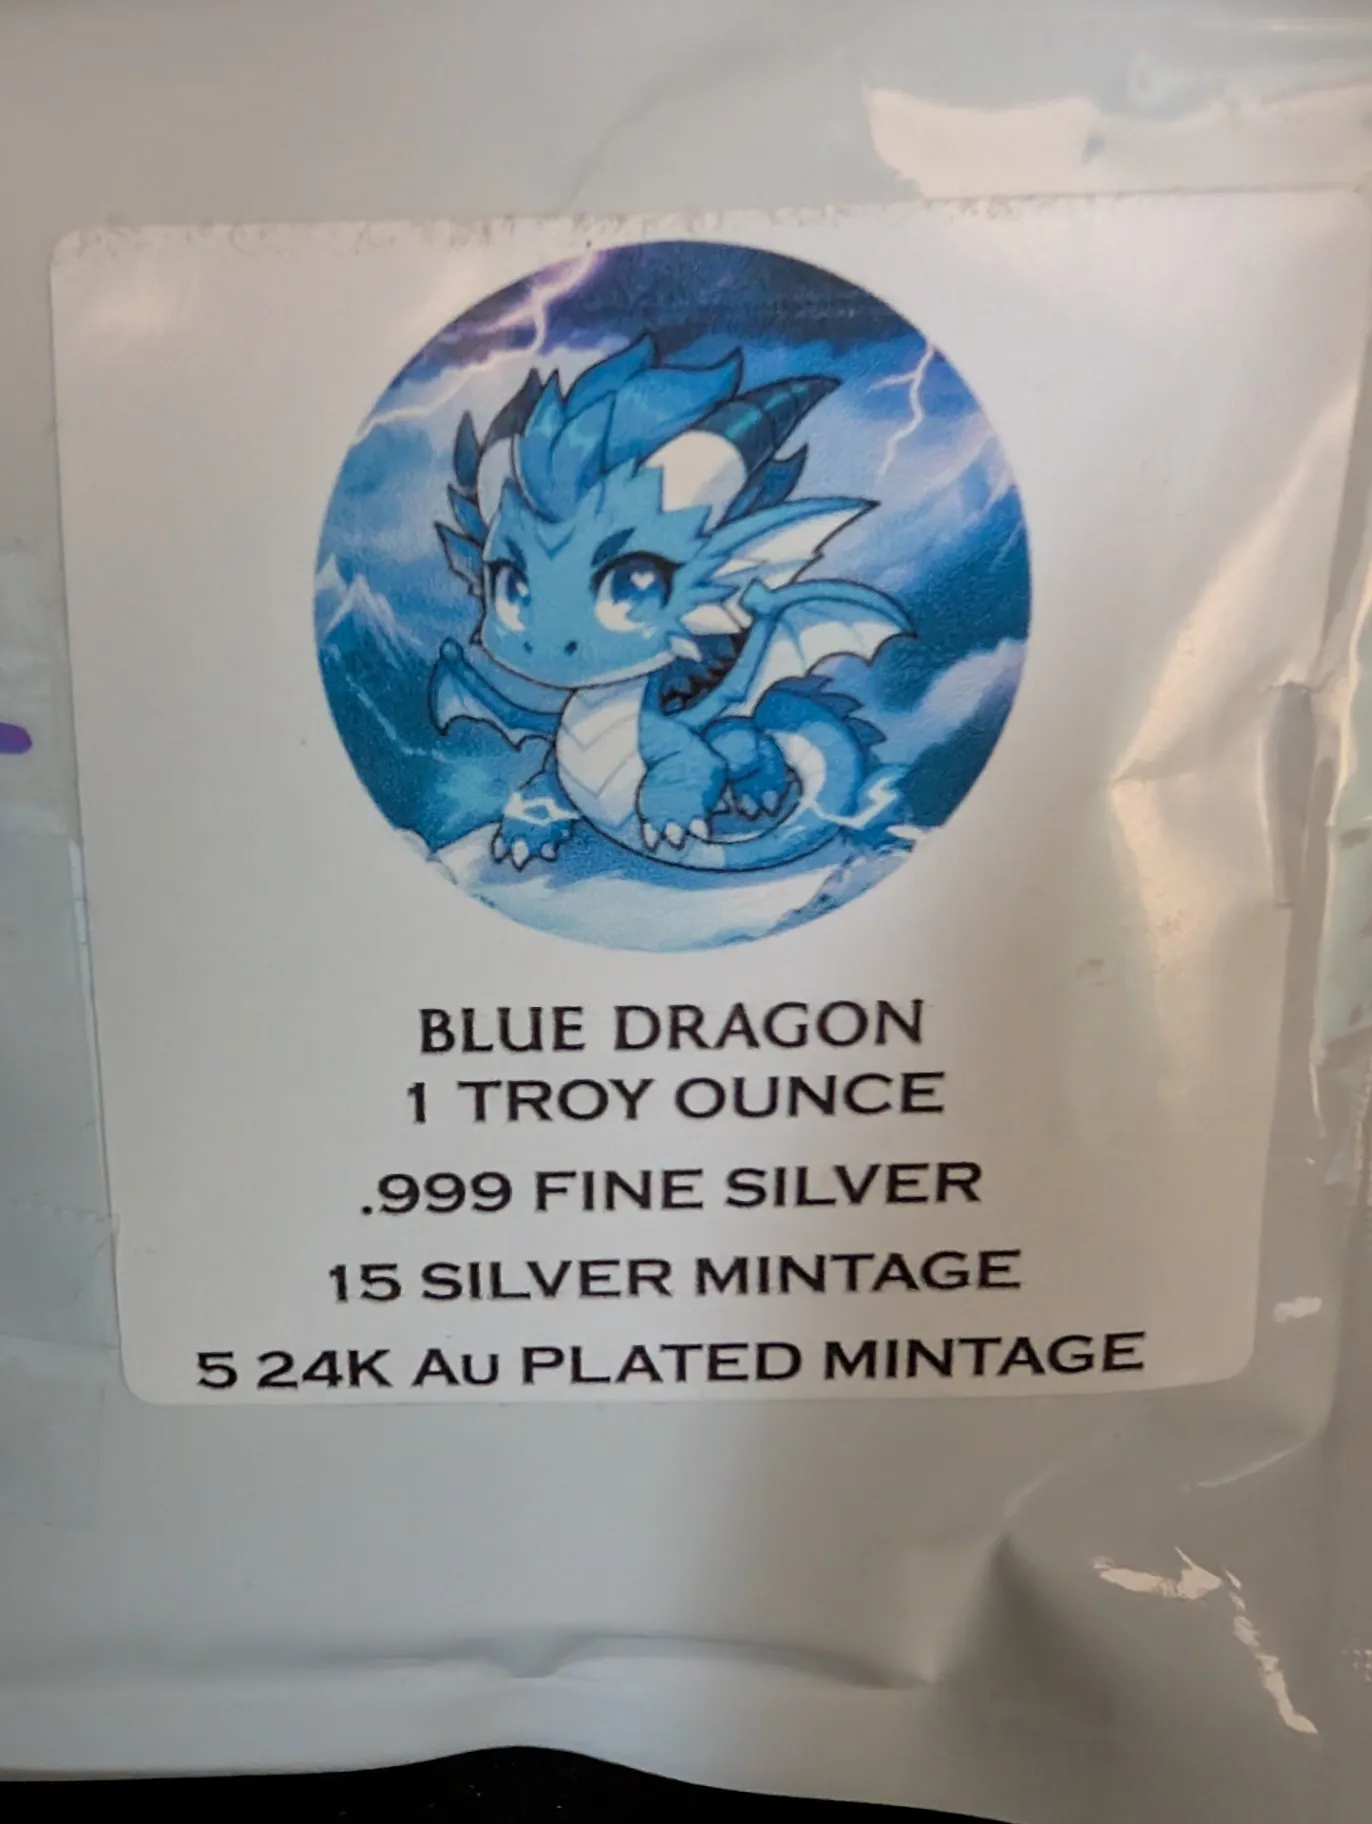 BLUE DRAGON
1 TROY OUNCE
.999 FINE SILVER
15 SILVER MINTAGE
5 24K Au PLATED MINTAGE